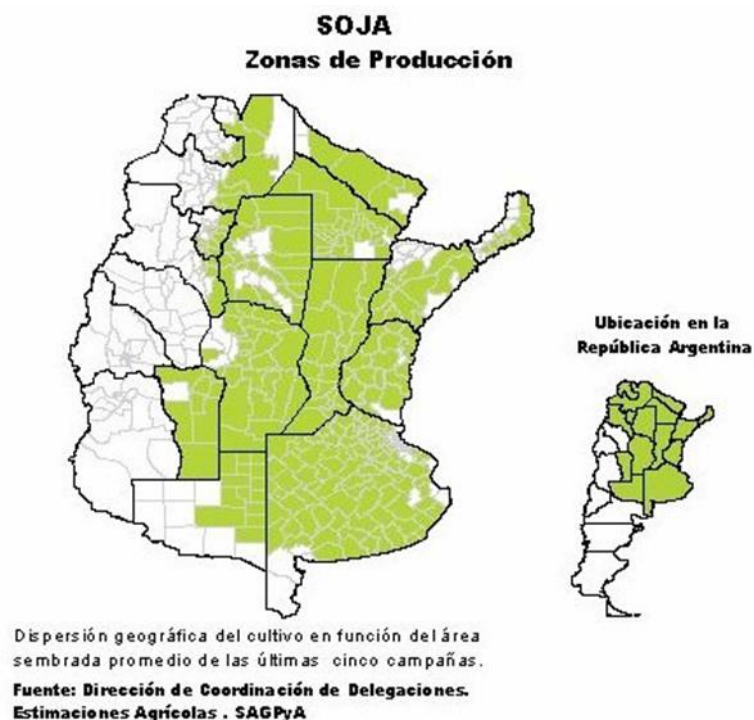 SOJA
Zonas de Producción
Ubicación en la
República Argentina
Dispersión geográfica del cultivo en función del área
sembrada promedio de las últimas cinco campañas.
Fuente: Dirección de Coordinación de Delegaciones.
Estimaciones Agrícolas . SAGPyA